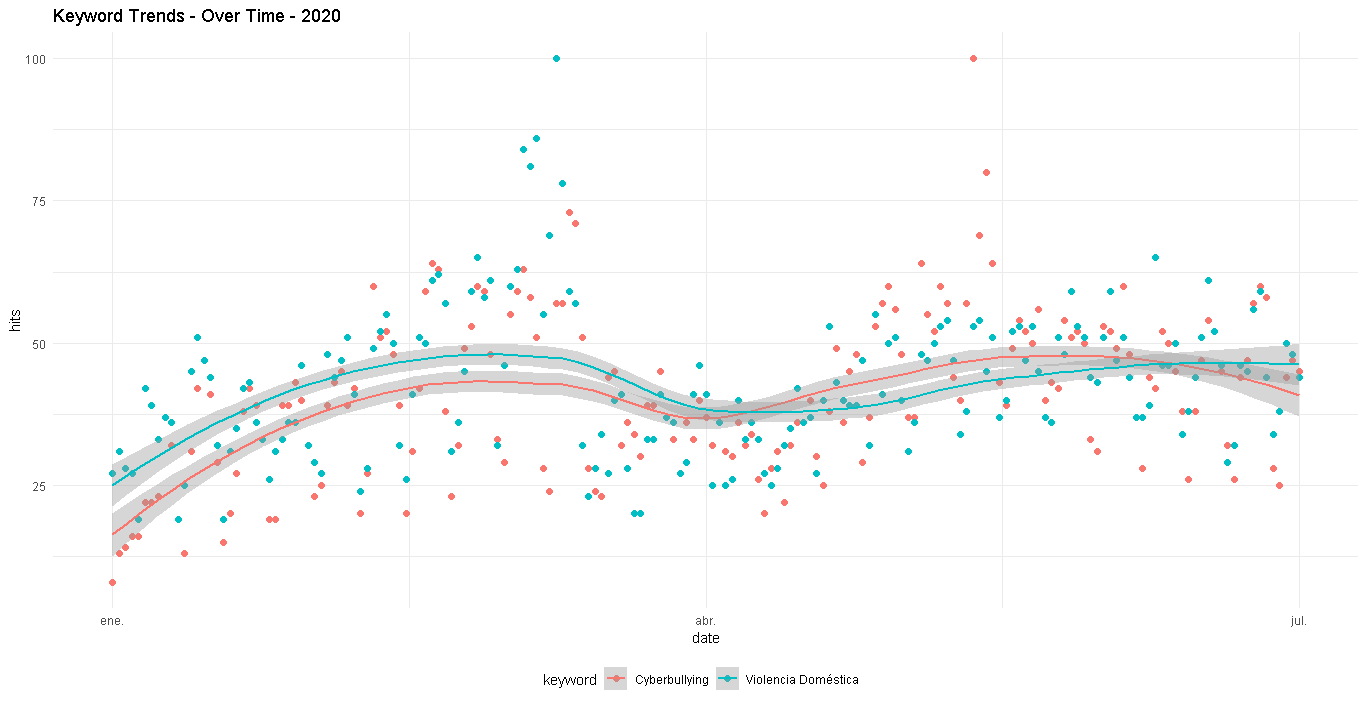 Keyword Trends - Over Time - 2020
100
75
50
25
hits
ene.
abr.
jul.
date
keyword
Cyberbullying
Violencia Doméstica